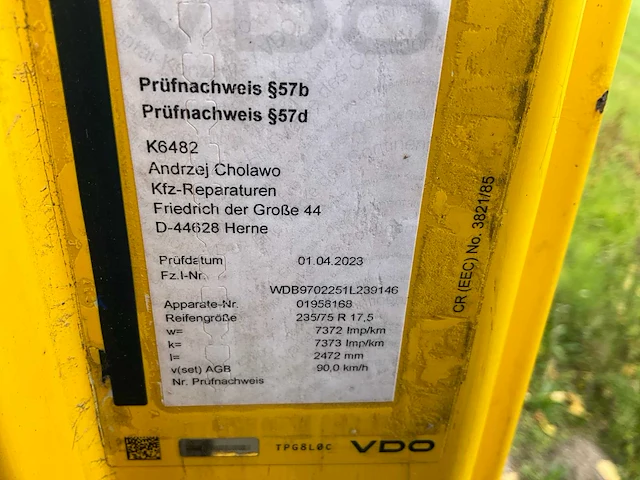 VDO
Prüfnachweis §57b
Prüfnachweis §57d
K6482
Andrzej Cholawo
Kfz-Reparaturen
Friedrich der Große 44
D-44628 Herne
Prüfdatum 01.04.2023
Fz.I-Nr.
WDB9702251L239146
Apparate-Nr. 01958168
Reifengröße 235/75 R 17,5
w= 7372 Imp/km
k= 7373 Imp/km
l= 2472 mm
v(set) AGB 90,0 km/h
Nr. Prüfnachweis
CR (EEC) No. 3821/85
TPG8L0C VDO